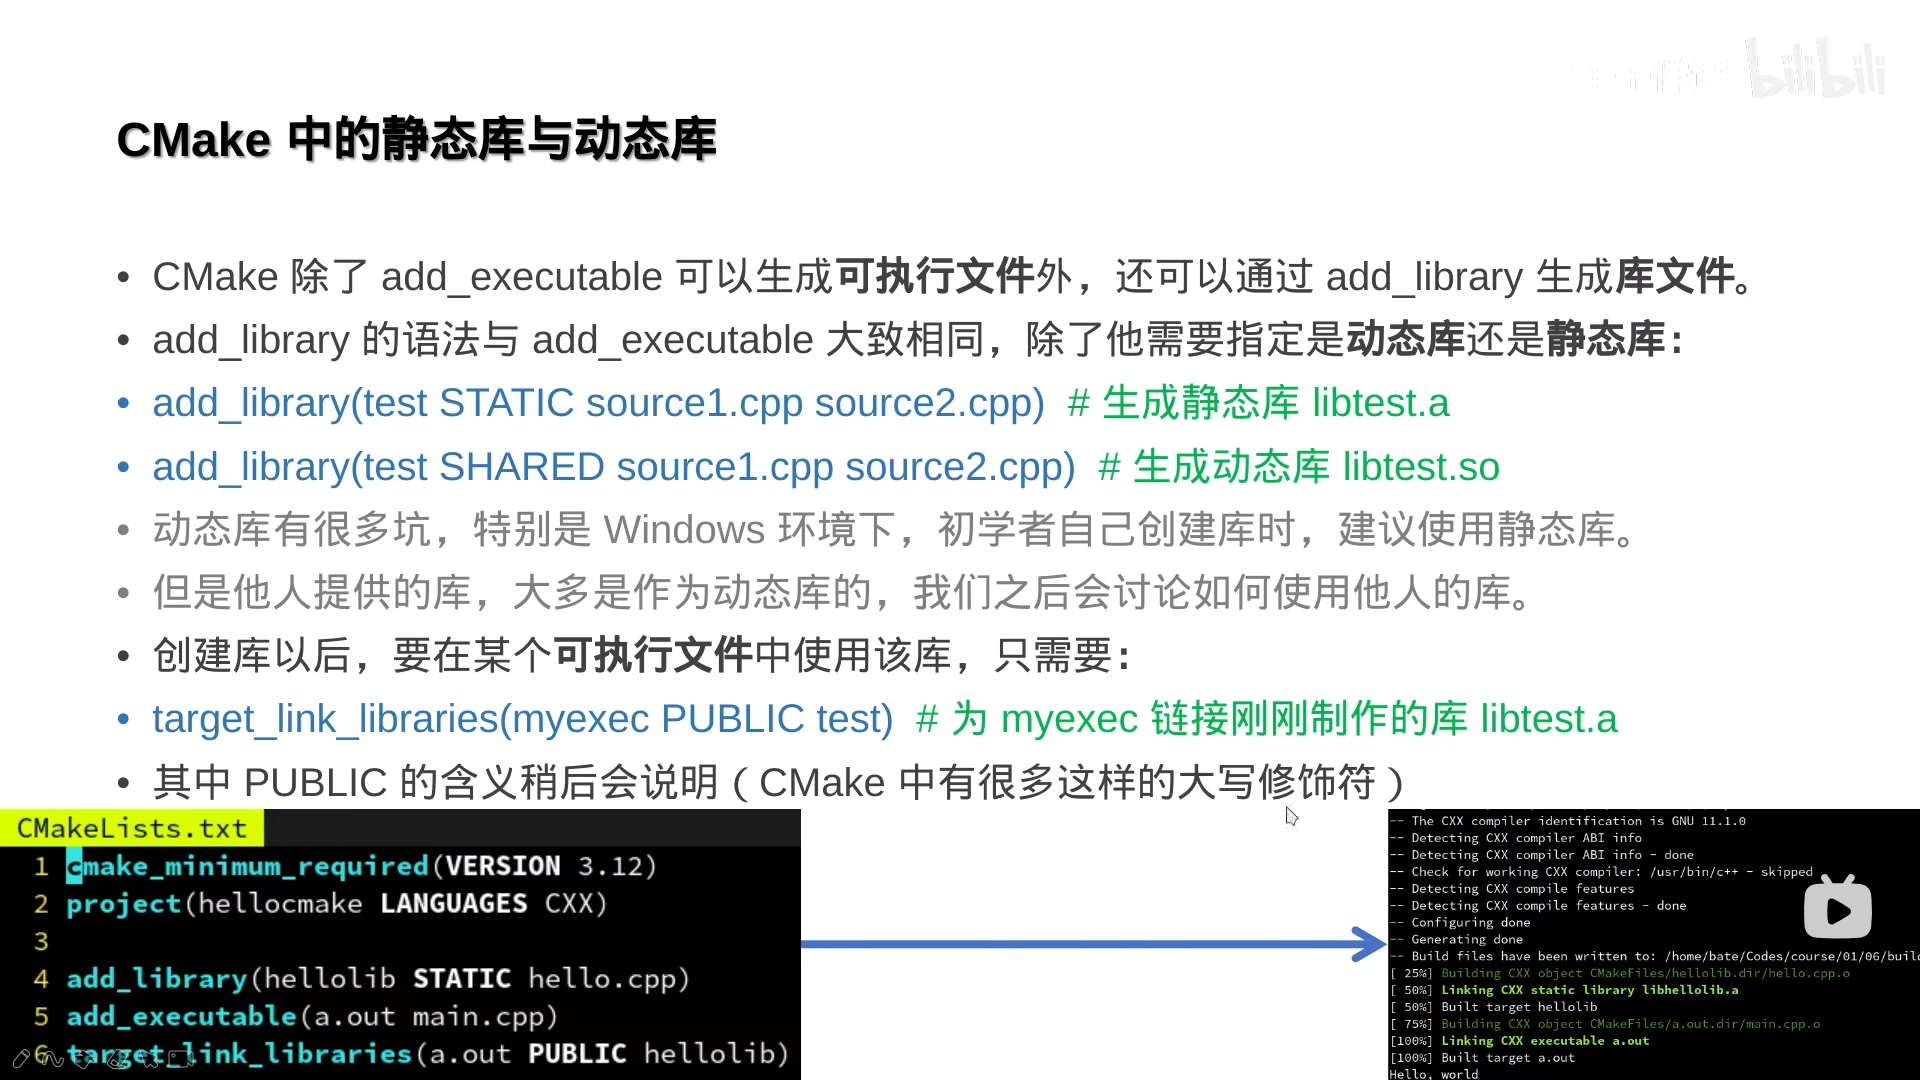 bilibili
CMake 中的静态库与动态库
• CMake 除了 add_executable 可以生成可执行文件外，还可以通过 add_library 生成库文件。
• add_library 的语法与 add_executable 大致相同，除了他需要指定是动态库还是静态库：
• add_library(test STATIC source1.cpp source2.cpp) # 生成静态库 libtest.a
• add_library(test SHARED source1.cpp source2.cpp) # 生成动态库 libtest.so
• 动态库有很多坑，特别是 Windows 环境下，初学者自己创建库时，建议使用静态库。
• 但是他人提供的库，大多是作为动态库的，我们之后会讨论如何使用他人的库。
• 创建库以后，要在某个可执行文件中使用该库，只需要：
• target_link_libraries(myexec PUBLIC test) # 为 myexec 链接刚刚制作的库 libtest.a
• 其中 PUBLIC 的含义稍后会说明（CMake 中有很多这样的大写修饰符）
CMakeLists.txt
1 cmake_minimum_required(VERSION 3.12)
2 project(hellocmake LANGUAGES CXX)
3
4 add_library(hellolib STATIC hello.cpp)
5 add_executable(a.out main.cpp)
6 target_link_libraries(a.out PUBLIC hellolib)
-- The CXX compiler identification is GNU 11.1.0
-- Detecting CXX compiler ABI info
-- Detecting CXX compiler ABI info - done
-- Check for working CXX compiler: /usr/bin/c++ - skipped
-- Detecting CXX compile features
-- Detecting CXX compile features - done
-- Configuring done
-- Generating done
-- Build files have been written to: /home/bate/Codes/course/01/06/build
[ 25%] Building CXX object CMakeFiles/hellolib.dir/hello.cpp.o
[ 50%] Linking CXX static library libhellolib.a
[ 50%] Built target hellolib
[ 75%] Building CXX object CMakeFiles/a.out.dir/main.cpp.o
[100%] Linking CXX executable a.out
[100%] Built target a.out
Hello, world